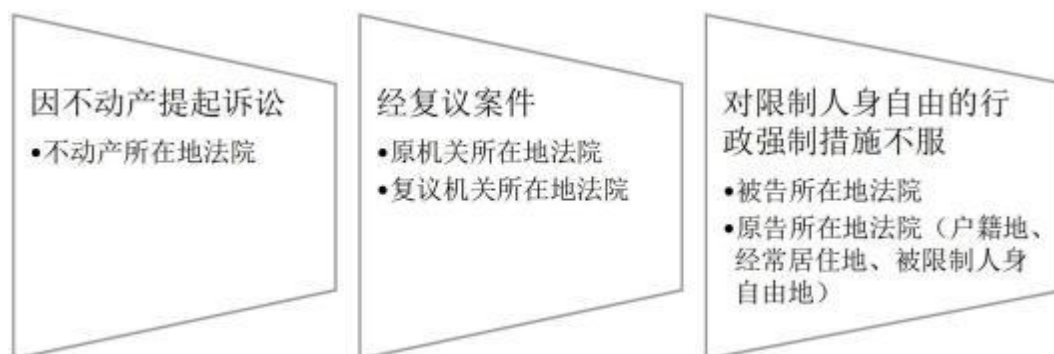 因不动产提起诉讼
•不动产所在地法院
经复议案件
•原机关所在地法院
•复议机关所在地法院
对限制人身自由的行
政强制措施不服
•被告所在地法院
•原告所在地法院（户籍地、
经常居住地、被限制人身
自由地）